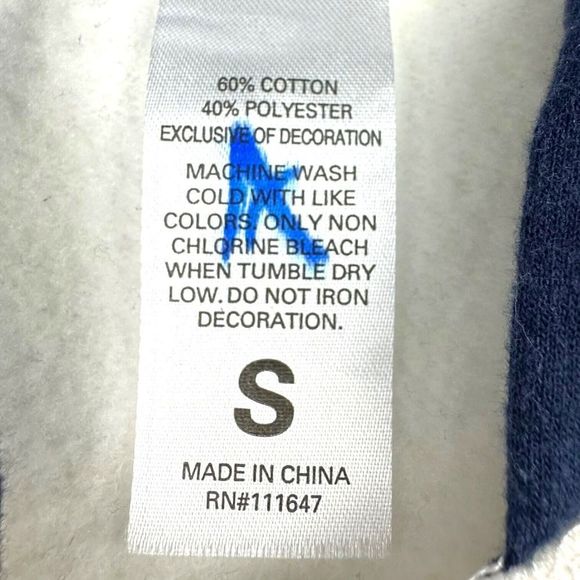 60% COTTON
40% POLYESTER
EXCLUSIVE OF DECORATION
MACHINE WASH
COLD WITH LIKE
COLORS. ONLY NON
CHLORINE BLEACH
WHEN TUMBLE DRY
LOW. DO NOT IRON
DECORATION.
S
MADE IN CHINA
RN#111647